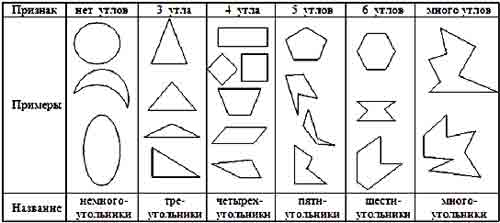 Признак нет углов 3 угла 4 угла 5 углов 6 углов много углов
Примеры
Название немного-угольники тре-угольники четырех-угольники пяти-угольники шести-угольники много-угольники